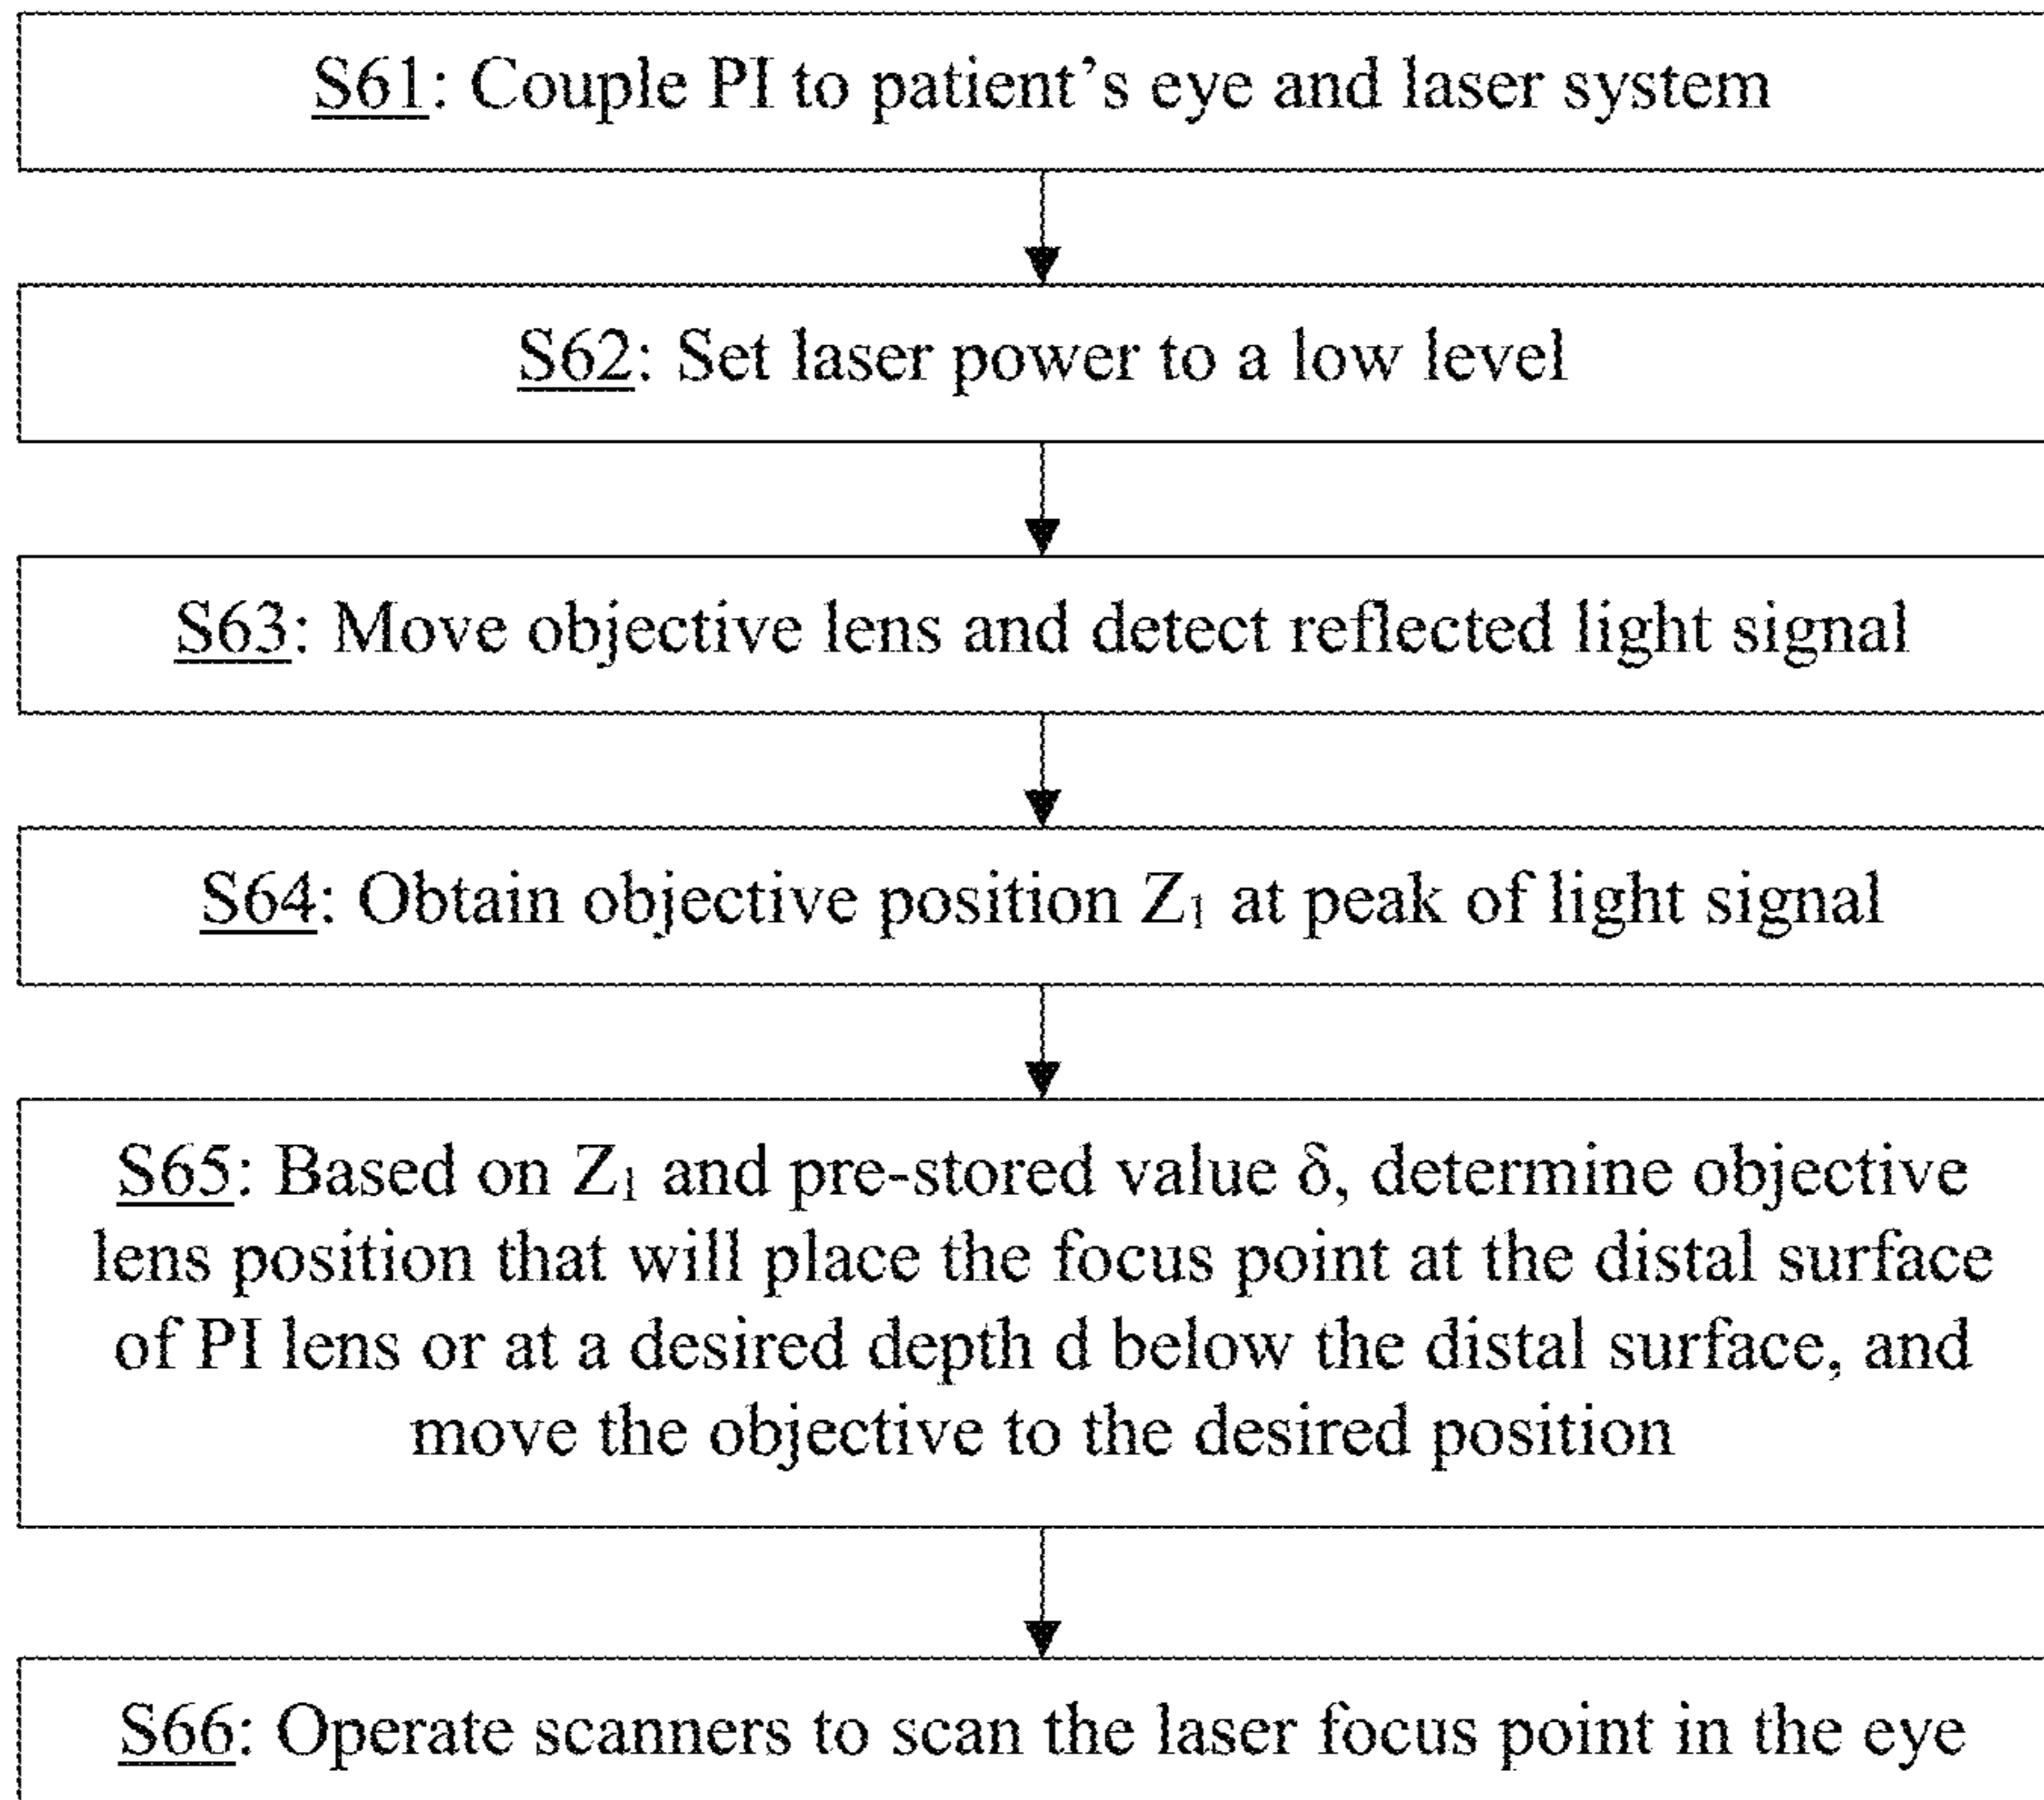 S61: Couple PI to patient’s eye and laser system
S62: Set laser power to a low level
S63: Move objective lens and detect reflected light signal
S64: Obtain objective position Z₁ at peak of light signal
S65: Based on Z₁ and pre-stored value δ, determine objective
lens position that will place the focus point at the distal surface
of PI lens or at a desired depth d below the distal surface, and
move the objective to the desired position
S66: Operate scanners to scan the laser focus point in the eye